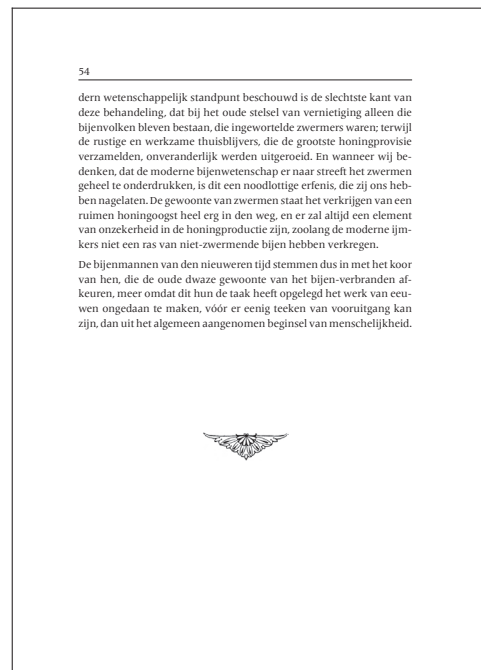 54
dern wetenschappelijk standpunt beschouwd is de slechtste kant van
deze behandeling, dat bij het oude stelsel van vernietiging alleen die
bijenvolken bleven bestaan, die ingewortelde zwermers waren; terwijl
de rustige en werkzame thuisblijvers, die de grootste honingprovisie
verzamelden, onveranderlijk werden uitgeroeid. En wanneer wij be-
denken, dat de moderne bijenwetenschap er naar streeft het zwermen
geheel te onderdrukken, is dit een noodlottige erfenis, die zij ons heb-
ben nagelaten. De gewoonte van zwermen staat het verkrijgen van een
ruimen honingoogst heel erg in den weg, en er zal altijd een element
van onzekerheid in de honingproductie zijn, zoolang de moderne ijm-
kers niet een ras van niet-zwermende bijen hebben verkregen.
De bijenmannen van den nieuweren tijd stemmen dus in met het koor
van hen, die de oude dwaze gewoonte van het bijen-verbranden af-
keuren, meer omdat dit hun de taak heeft opgelegd het werk van eeu-
wen ongedaan te maken, vóór er eenig teeken van vooruitgang kan
zijn, dan uit het algemeen aangenomen beginsel van menschelijkheid.